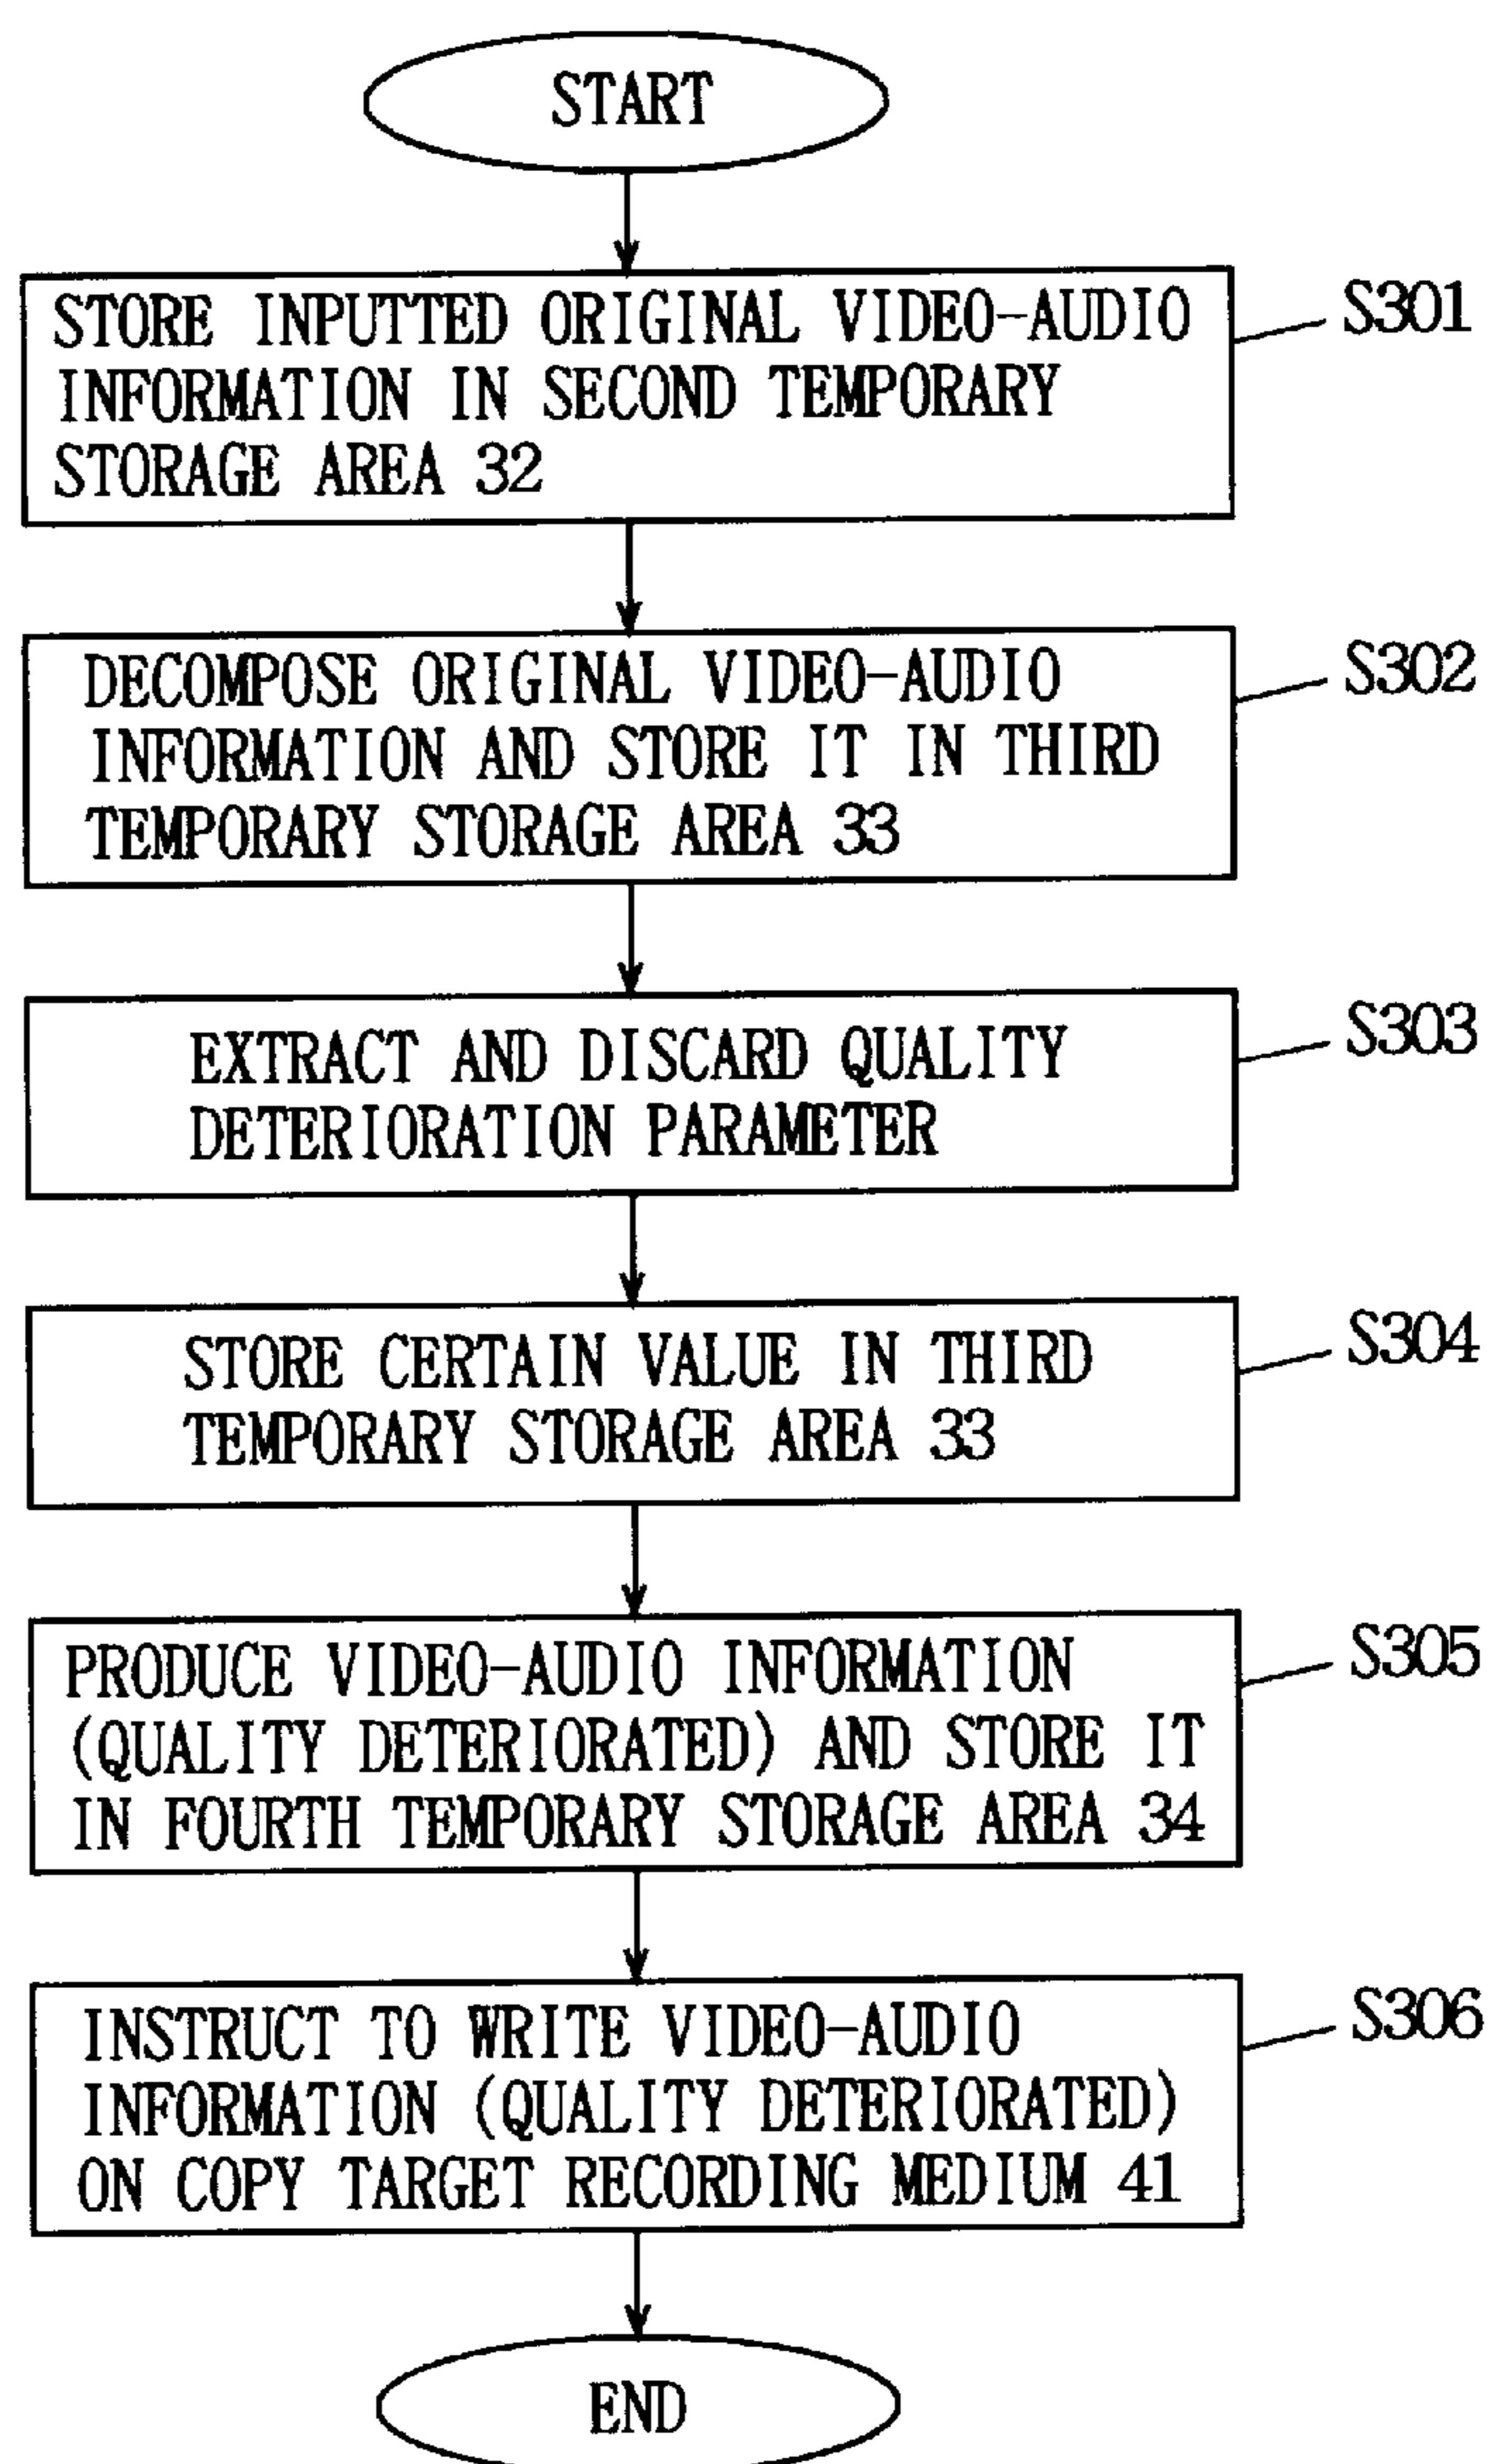 START
STORE INPUTTED ORIGINAL VIDEO-AUDIO
INFORMATION IN SECOND TEMPORARY
STORAGE AREA 32
S301
DECOMPOSE ORIGINAL VIDEO-AUDIO
INFORMATION AND STORE IT IN THIRD
TEMPORARY STORAGE AREA 33
S302
EXTRACT AND DISCARD QUALITY
DETERIORATION PARAMETER
S303
STORE CERTAIN VALUE IN THIRD
TEMPORARY STORAGE AREA 33
S304
PRODUCE VIDEO-AUDIO INFORMATION
(QUALITY DETERIORATED) AND STORE IT
IN FOURTH TEMPORARY STORAGE AREA 34
S305
INSTRUCT TO WRITE VIDEO-AUDIO
INFORMATION (QUALITY DETERIORATED)
ON COPY TARGET RECORDING MEDIUM 41
S306
END